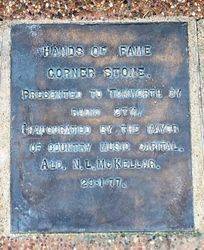 HANDS OF FAME
CORNER STONE.
PRESENTED TO TAMWORTH BY
RADIO 2TM.
INAUGURATED BY THE MAYOR
OF COUNTRY MUSIC CAPITAL.
ALD. N.L. MCKELLAR.
29·1·77.